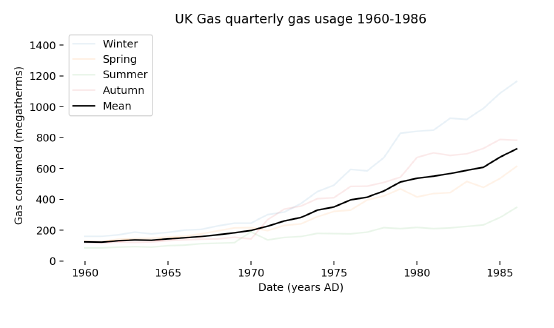 UK Gas quarterly gas usage 1960-1986
Gas consumed (megatherms)
1400
1200
1000
800
600
400
200
0
Winter
Spring
Summer
Autumn
Mean
1960 1965 1970 1975 1980 1985
Date (years AD)